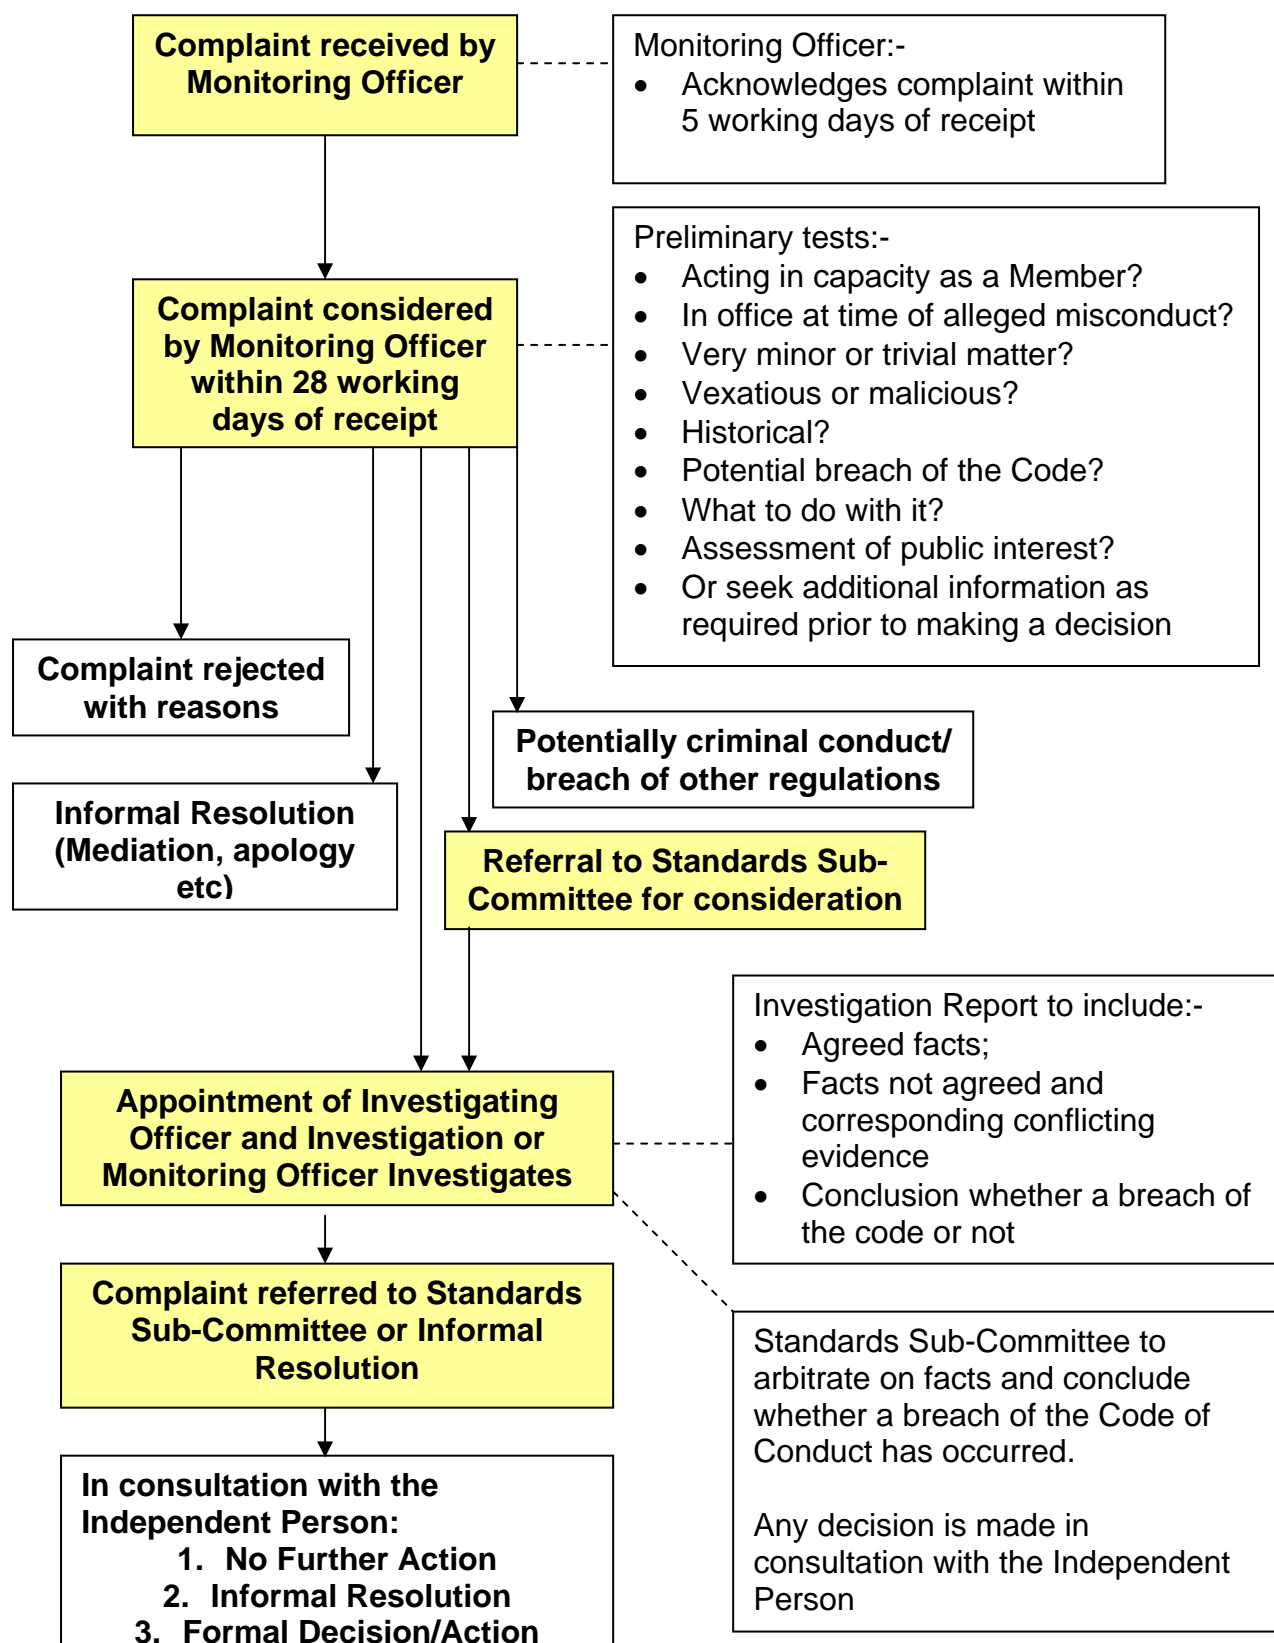 Complaint received by
Monitoring Officer
Monitoring Officer:-
• Acknowledges complaint within
5 working days of receipt
Complaint considered
by Monitoring Officer
within 28 working
days of receipt
Preliminary tests:-
• Acting in capacity as a Member?
• In office at time of alleged misconduct?
• Very minor or trivial matter?
• Vexatious or malicious?
• Historical?
• Potential breach of the Code?
• What to do with it?
• Assessment of public interest?
• Or seek additional information as
required prior to making a decision
Complaint rejected
with reasons
Potentially criminal conduct/
breach of other regulations
Informal Resolution
(Mediation, apology
etc)
Referral to Standards Sub-
Committee for consideration
Appointment of Investigating
Officer and Investigation or
Monitoring Officer Investigates
Investigation Report to include:-
• Agreed facts;
• Facts not agreed and
corresponding conflicting
evidence
• Conclusion whether a breach of
the code or not
Complaint referred to Standards
Sub-Committee or Informal
Resolution
Standards Sub-Committee to
arbitrate on facts and conclude
whether a breach of the Code of
Conduct has occurred.
Any decision is made in
consultation with the Independent
Person
In consultation with the
Independent Person:
1. No Further Action
2. Informal Resolution
3. Formal Decision/Action